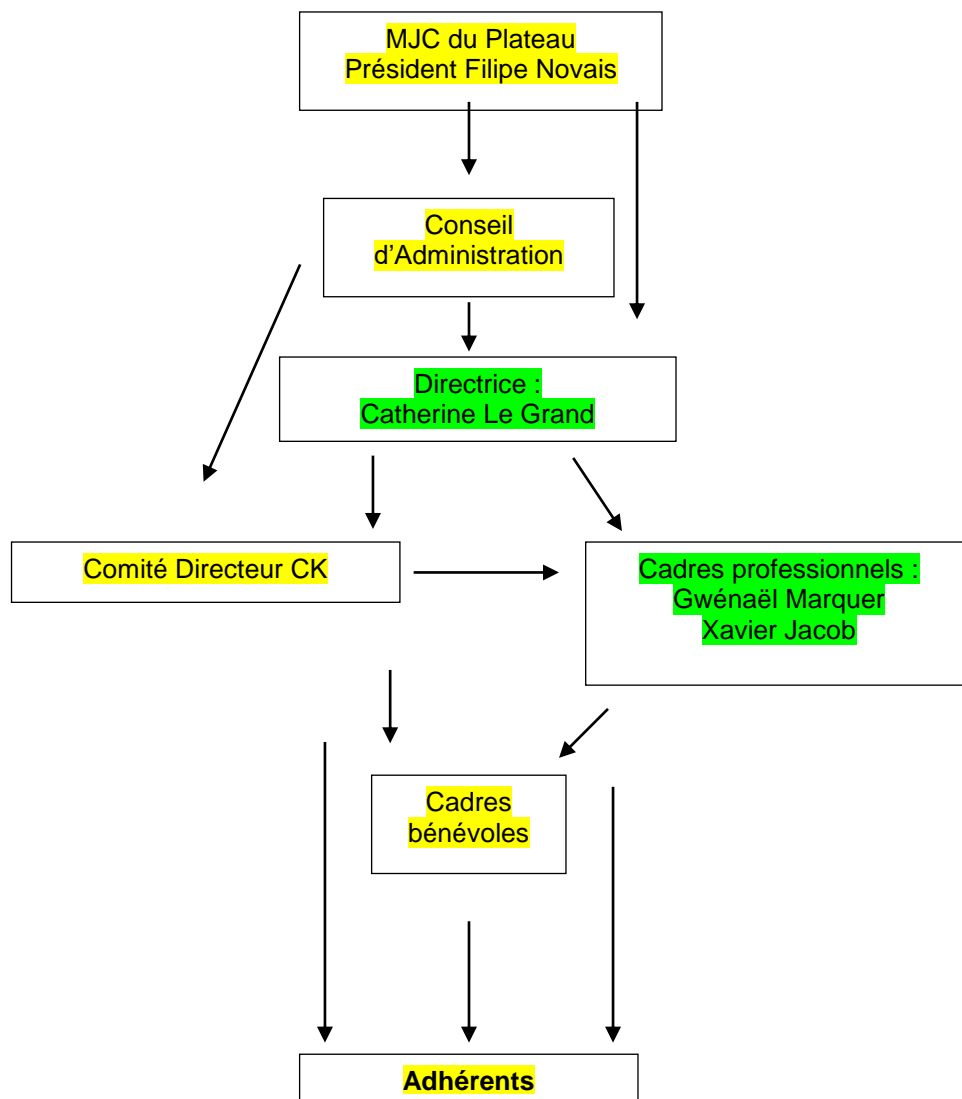 MJC du Plateau
Président Filipe Novais
Conseil
d’Administration
Directrice :
Catherine Le Grand
Comité Directeur CK
Cadres professionnels :
Gwénaël Marquer
Xavier Jacob
Cadres
bénévoles
Adhérents